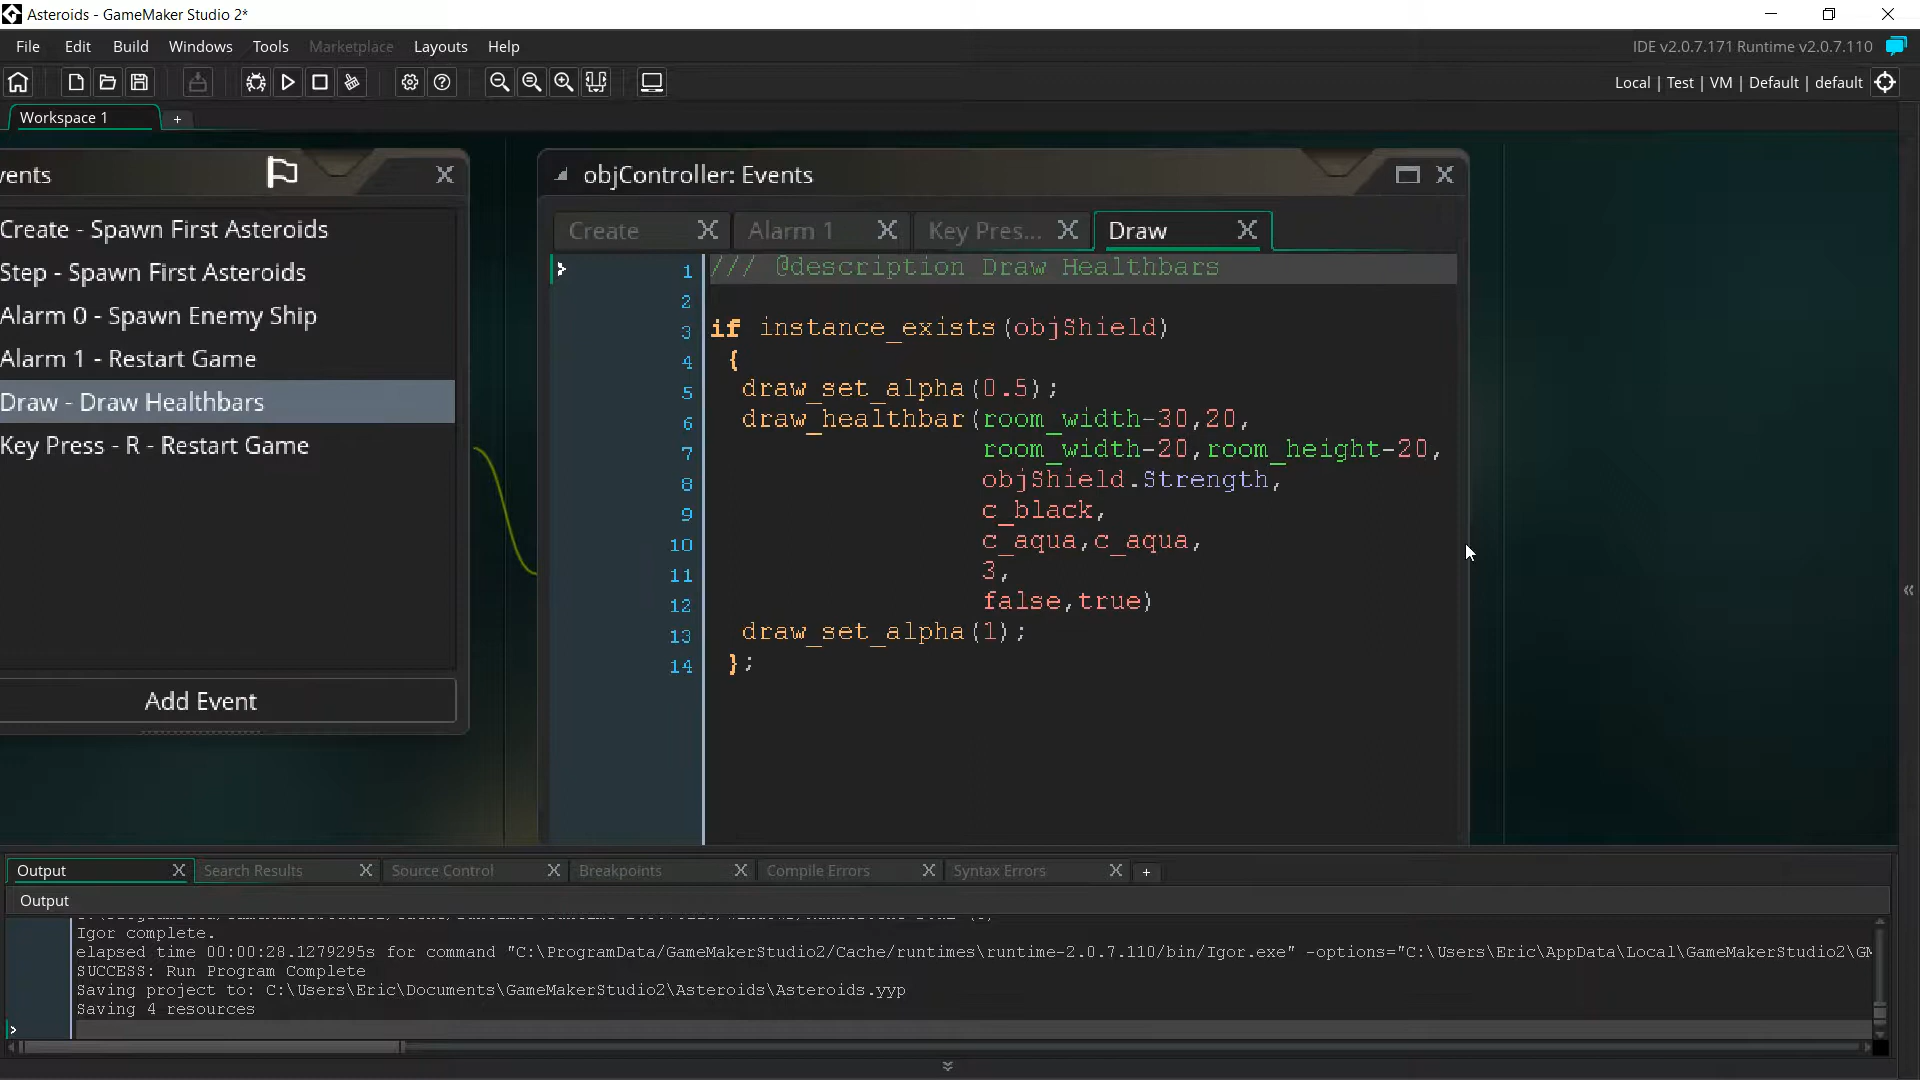 Asteroids - GameMaker Studio 2*
File Edit Build Windows Tools Marketplace Layouts Help
IDE v2.0.7.171 Runtime v2.0.7.110
Local | Test | VM | Default | default
Workspace 1 +
vents
Create - Spawn First Asteroids
Step - Spawn First Asteroids
Alarm 0 - Spawn Enemy Ship
Alarm 1 - Restart Game
Draw - Draw Healthbars
Key Press - R - Restart Game
Add Event
objController: Events
Create X Alarm 1 X Key Pres... X Draw X
1 /// @description Draw Healthbars
2
3 if instance_exists(objShield)
4 {
5 draw_set_alpha(0.5);
6 draw_healthbar(room_width-30,20,
7 room_width-20,room_height-20,
8 objShield.Strength,
9 c_black,
10 c_aqua,c_aqua,
11 3,
12 false,true)
13 draw_set_alpha(1);
14 };
Output X Search Results X Source Control X Breakpoints X Compile Errors X Syntax Errors X +
Output
Igor complete.
elapsed time 00:00:28.1279295s for command "C:\ProgramData/GameMakerStudio2/Cache/runtimes\runtime-2.0.7.110/bin/Igor.exe" -options="C:\Users\Eric\AppData\Local\GameMakerStudio2\GM
SUCCESS: Run Program Complete
Saving project to: C:\Users\Eric\Documents\GameMakerStudio2\Asteroids\Asteroids.yyp
Saving 4 resources